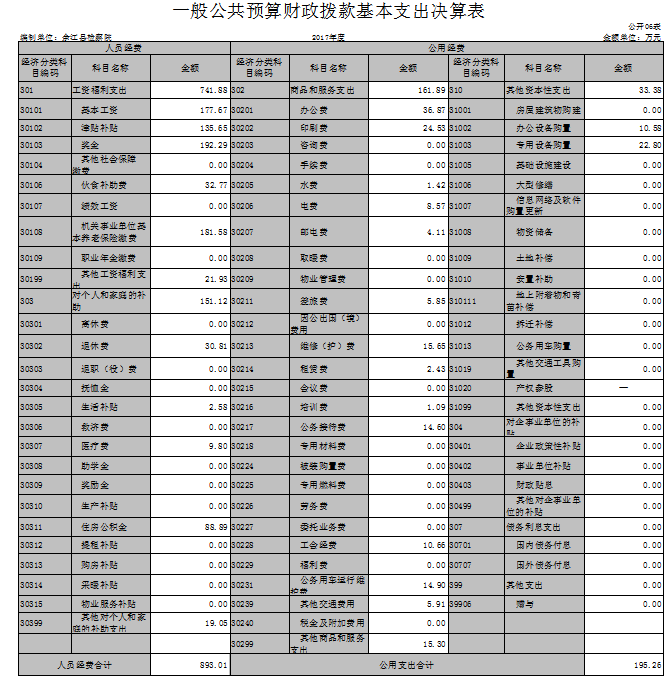 一般公共预算财政拨款基本支出决算表
公开06表
编制单位：余江县检察院 2017年度 金额单位：万元
人员经费 公用经费
经济分类科目编码 科目名称 金额 经济分类科目编码 科目名称 金额 经济分类科目编码 科目名称 金额
301 工资福利支出 741.88 302 商品和服务支出 161.89 310 其他资本性支出 33.38
30101 基本工资 177.67 30201 办公费 36.87 31001 房屋建筑物购建 0.00
30102 津贴补贴 135.65 30202 印刷费 24.53 31002 办公设备购置 10.58
30103 奖金 192.29 30203 咨询费 0.00 31003 专用设备购置 22.80
30104 其他社会保障缴费 0.00 30204 手续费 0.00 31005 基础设施建设 0.00
30106 伙食补助费 32.77 30205 水费 1.42 31006 大型修缮 0.00
30107 绩效工资 0.00 30206 电费 8.57 31007 信息网络及软件购置更新 0.00
30108 机关事业单位基本养老保险缴费 181.58 30207 邮电费 4.11 31008 物资储备 0.00
30109 职业年金缴费 0.00 30208 取暖费 0.00 31009 土地补偿 0.00
30199 其他工资福利支出 21.93 30209 物业管理费 0.00 31010 安置补助 0.00
303 对个人和家庭的补助 151.12 30211 差旅费 5.85 310111 地上附着物和青苗补偿 0.00
30301 离休费 0.00 30212 因公出国（境）费用 0.00 31012 拆迁补偿 0.00
30302 退休费 30.81 30213 维修（护）费 15.65 31013 公务用车购置 0.00
30303 退职（役）费 0.00 30214 租赁费 2.43 31019 其他交通工具购置 0.00
30304 抚恤金 0.00 30215 会议费 0.00 31020 产权参股 —
30305 生活补贴 2.58 30216 培训费 1.09 31099 其他资本性支出 0.00
30306 救济费 0.00 30217 公务接待费 14.60 304 对企事业单位的补贴 0.00
30307 医疗费 9.80 30218 专用材料费 0.00 30401 企业政策性补贴 0.00
30308 助学金 0.00 30224 被装购置费 0.00 30402 事业单位补贴 0.00
30309 奖励金 0.00 30225 专用燃料费 0.00 30403 财政贴息 0.00
30310 生产补贴 0.00 30226 劳务费 0.00 30499 其他对企事业单位的补贴 0.00
30311 住房公积金 88.89 30227 委托业务费 0.00 307 债务利息支出 0.00
30312 提租补贴 0.00 30228 工会经费 10.66 30701 国内债务付息 0.00
30313 购房补贴 0.00 30229 福利费 0.00 30707 国外债务付息 0.00
30314 采暖补贴 0.00 30231 公务用车运行维护费 14.90 399 其他支出 0.00
30315 物业服务补贴 0.00 30239 其他交通费用 5.91 39906 赠与 0.00
30399 其他对个人和家庭的补助支出 19.05 30240 税金及附加费用 0.00
30299 其他商品和服务支出 15.30
人员经费合计 893.01 公用支出合计 195.26